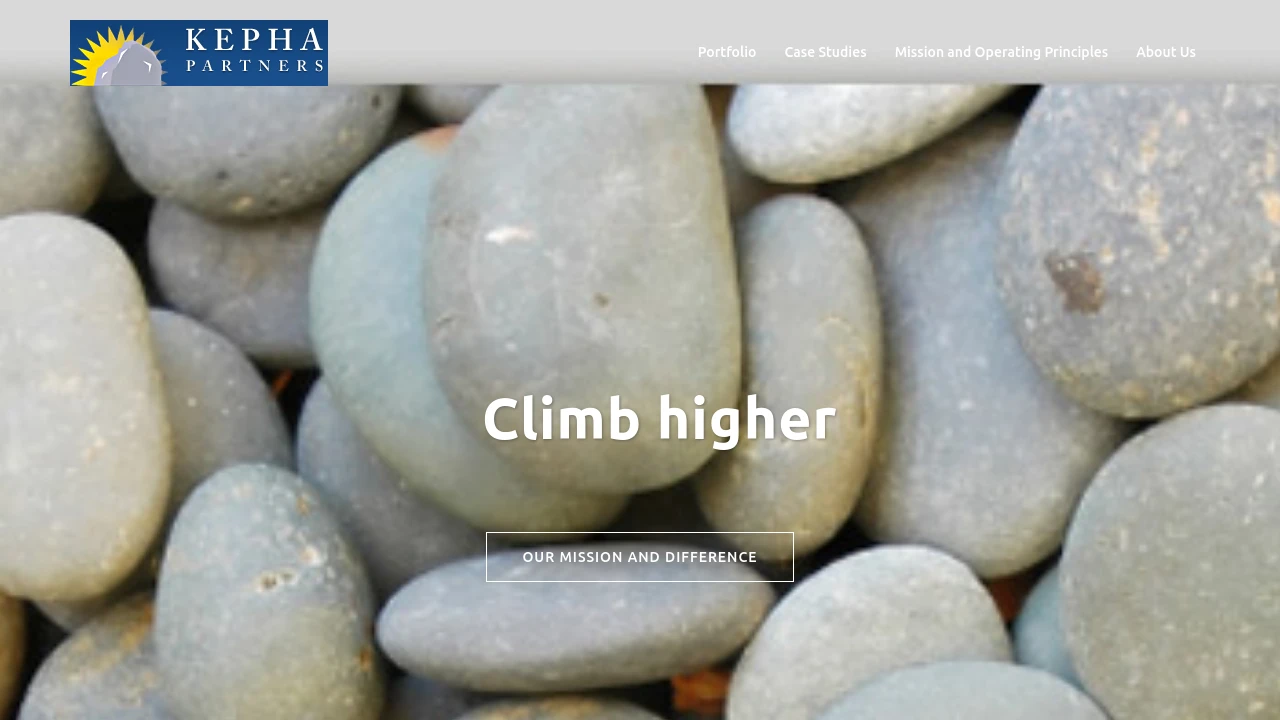 KEPHA
PARTNERS
Portfolio
Case Studies
Mission and Operating Principles
About Us
Climb higher
OUR MISSION AND DIFFERENCE